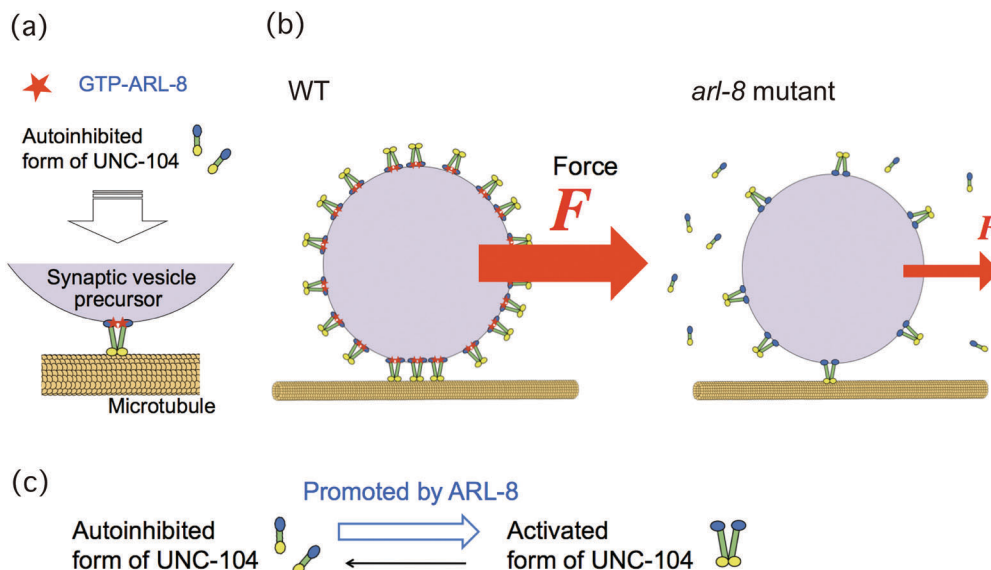 (a)
GTP-ARL-8
Autoinhibited
form of UNC-104
Synaptic vesicle
precursor
Microtubule
(b)
WT
Force
F
arl-8 mutant
F
(c)
Promoted by ARL-8
Autoinhibited
form of UNC-104
Activated
form of UNC-104